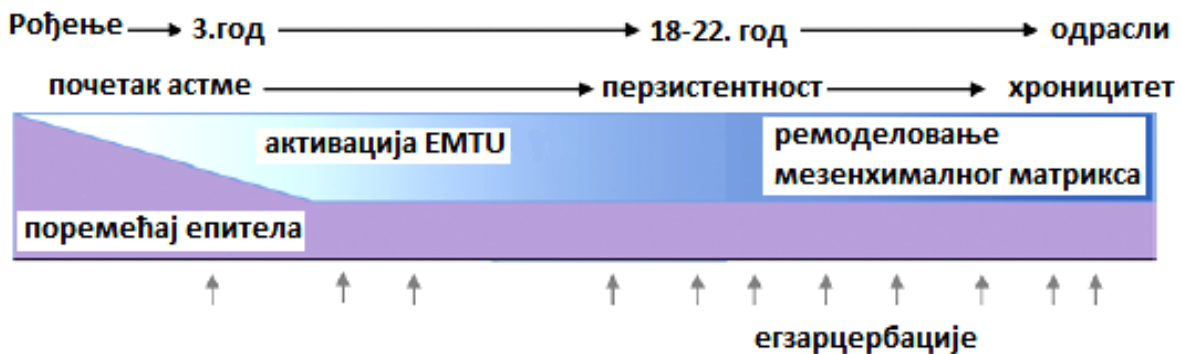 Рођење 3.год 18-22. год одрасли
почетак астме перзистентност хроницитет
активација EMTU
ремоделовање
мезенхималног матрикса
поремећај епитела
егзарцербације